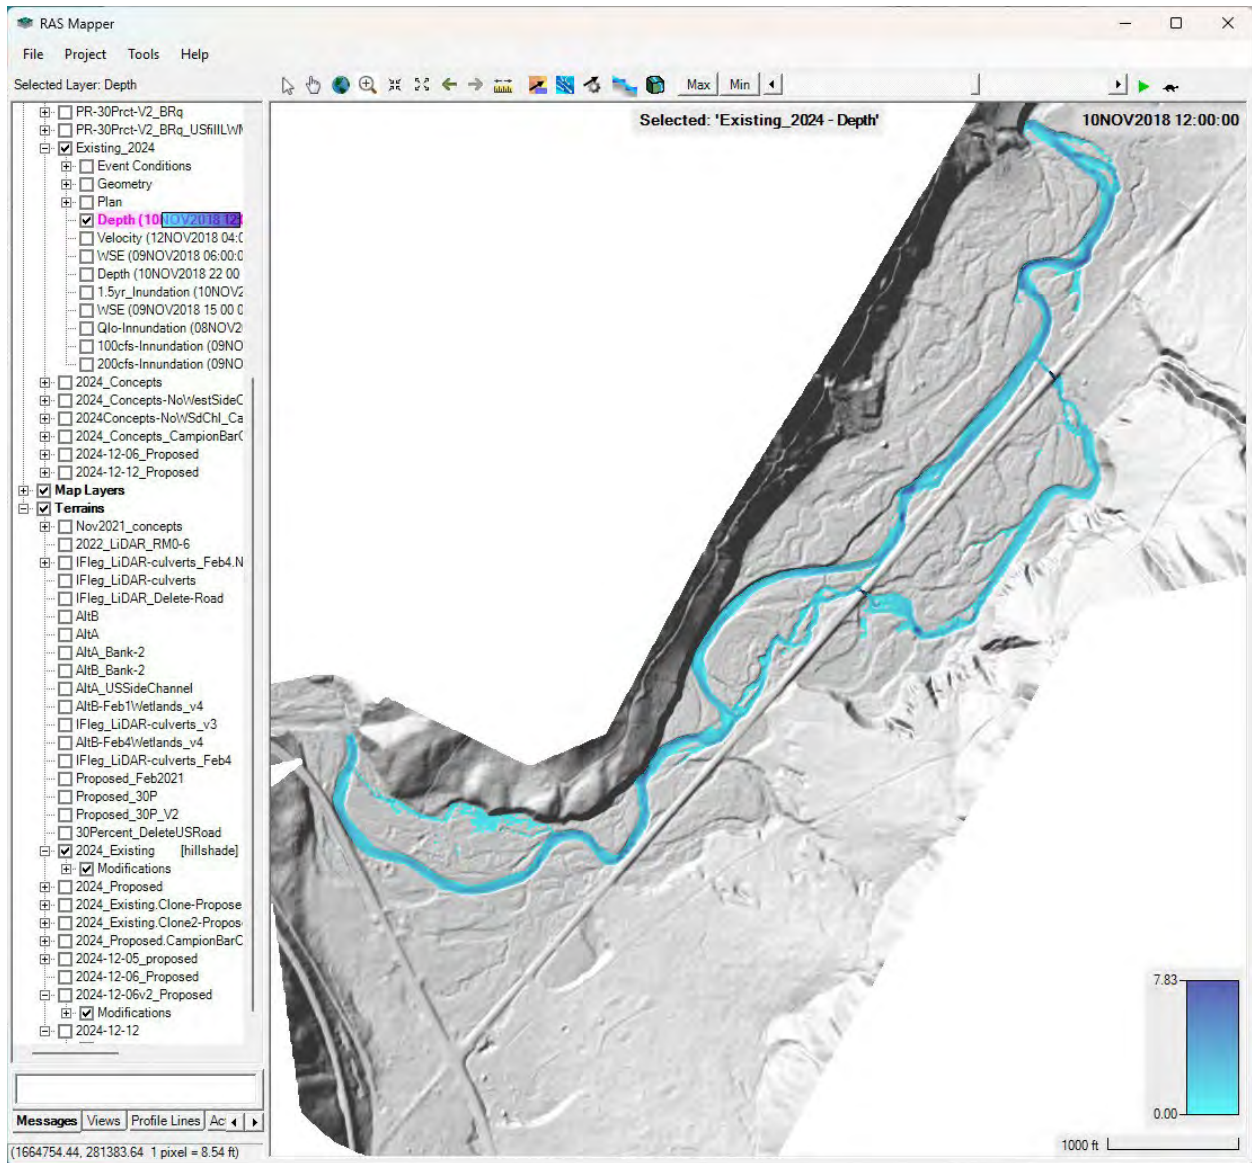 RAS Mapper
File Project Tools Help
Selected Layer: Depth
Max Min
PR-30Prct-V2_BRq
PR-30Prct-V2_BRq_USfillLWM
Existing_2024
Event Conditions
Geometry
Plan
Depth (10NOV2018 12:
Velocity (12NOV2018 04:0
WSE (09NOV2018 06:00:0
Depth (10NOV2018 22 00
1.5yr_Inundation (10NOV2
WSE (09NOV2018 15 00 0
Qlo-Innundation (08NOV2
100cfs-Innundation (09NO
200cfs-Innundation (09NO
2024_Concepts
2024_Concepts-NoWestSideC
2024Concepts-NoWSdChl_Ca
2024_Concepts_CampionBar
2024-12-06_Proposed
2024-12-12_Proposed
Map Layers
Terrains
Nov2021_concepts
2022_LiDAR_RM0-6
IFleg_LiDAR-culverts_Feb4.N
IFleg_LiDAR-culverts
IFleg_LiDAR_Delete-Road
AltB
AltA
AltA_Bank-2
AltB_Bank-2
AltA_USSideChannel
AltB-Feb1Wetlands_v4
IFleg_LiDAR-culverts_v3
AltB-Feb4Wetlands_v4
IFleg_LiDAR-culverts_Feb4
Proposed_Feb2021
Proposed_30P
Proposed_30P_V2
30Percent_DeleteUSRoad
2024_Existing [hillshade]
Modifications
2024_Proposed
2024_Existing.Clone-Propose
2024_Existing.Clone2-Propos
2024_Proposed.CampionBarC
2024-12-05_proposed
2024-12-06_Proposed
2024-12-06v2_Proposed
Modifications
2024-12-12
Messages Views Profile Lines Ac
(1664754.44, 281383.64 1 pixel = 8.54 ft)
Selected: 'Existing_2024 - Depth'
10NOV2018 12:00:00
7.83
0.00
1000 ft